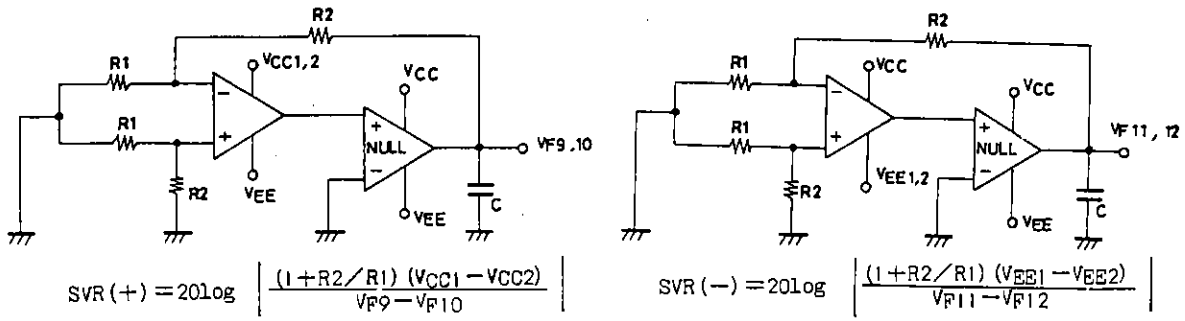 R2
R1
VCC1,2
VCC
−
+
R1
+
NULL
−
VF9,10
VEE
R2
VEE
C
SVR(+)=20log | (1+R2/R1) (VCC1−VCC2) / VF9−VF10 |
R2
R1
VCC
VCC
−
+
R1
+
NULL
−
VF11,12
VEE1,2
R2
VEE
C
SVR(−)=20log | (1+R2/R1) (VEE1−VEE2) / VF11−VF12 |